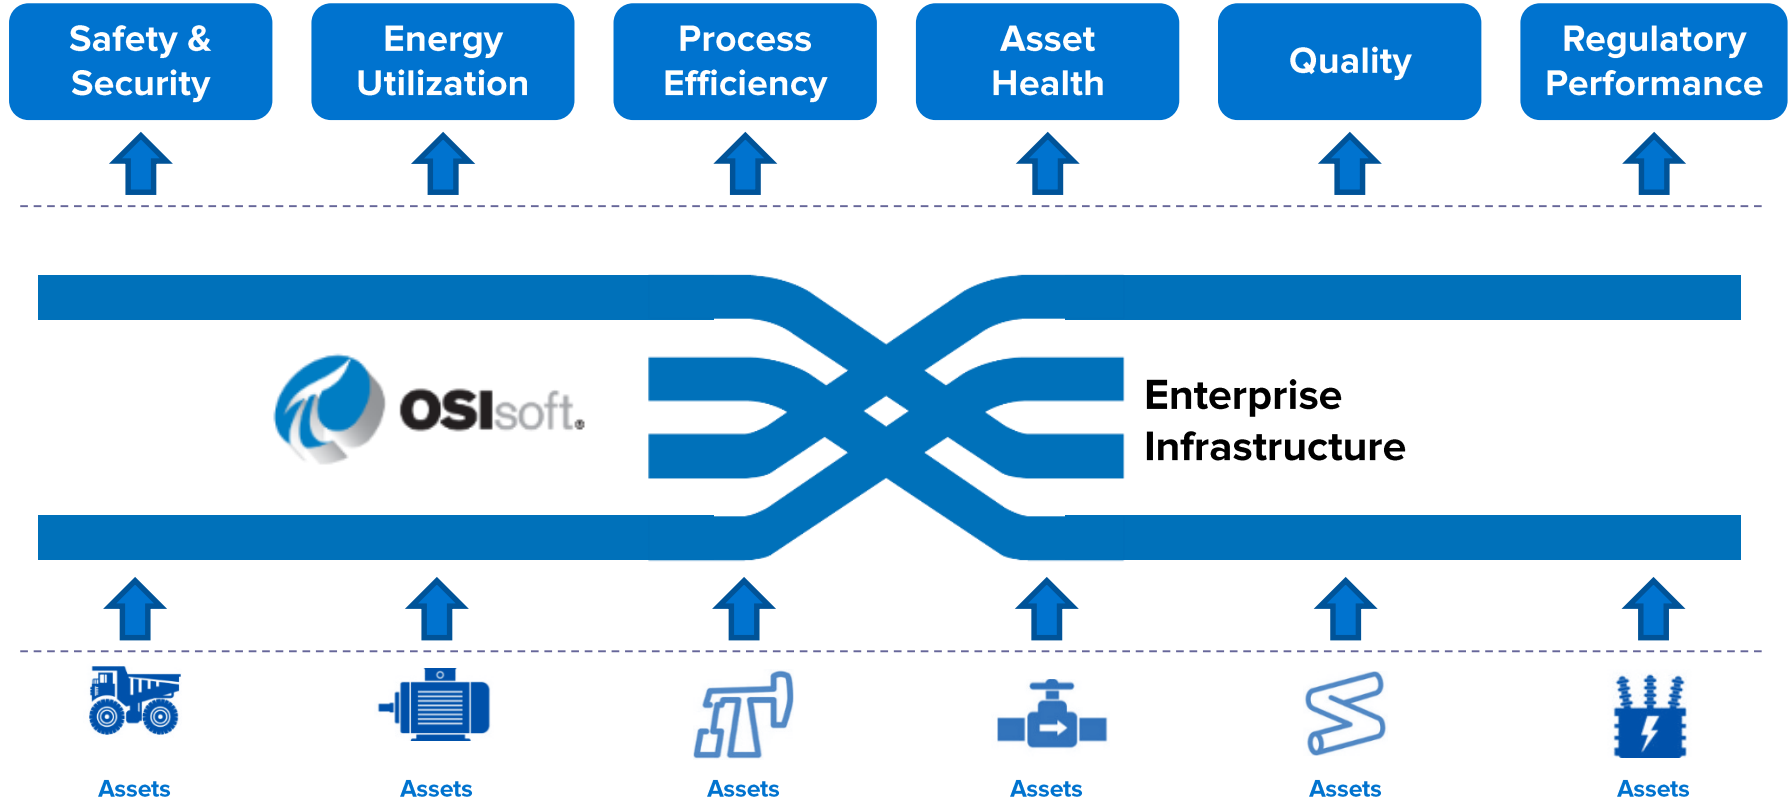 Safety &
Security
Energy
Utilization
Process
Efficiency
Asset
Health
Quality
Regulatory
Performance
OSIsoft®
Enterprise
Infrastructure
Assets
Assets
Assets
Assets
Assets
Assets